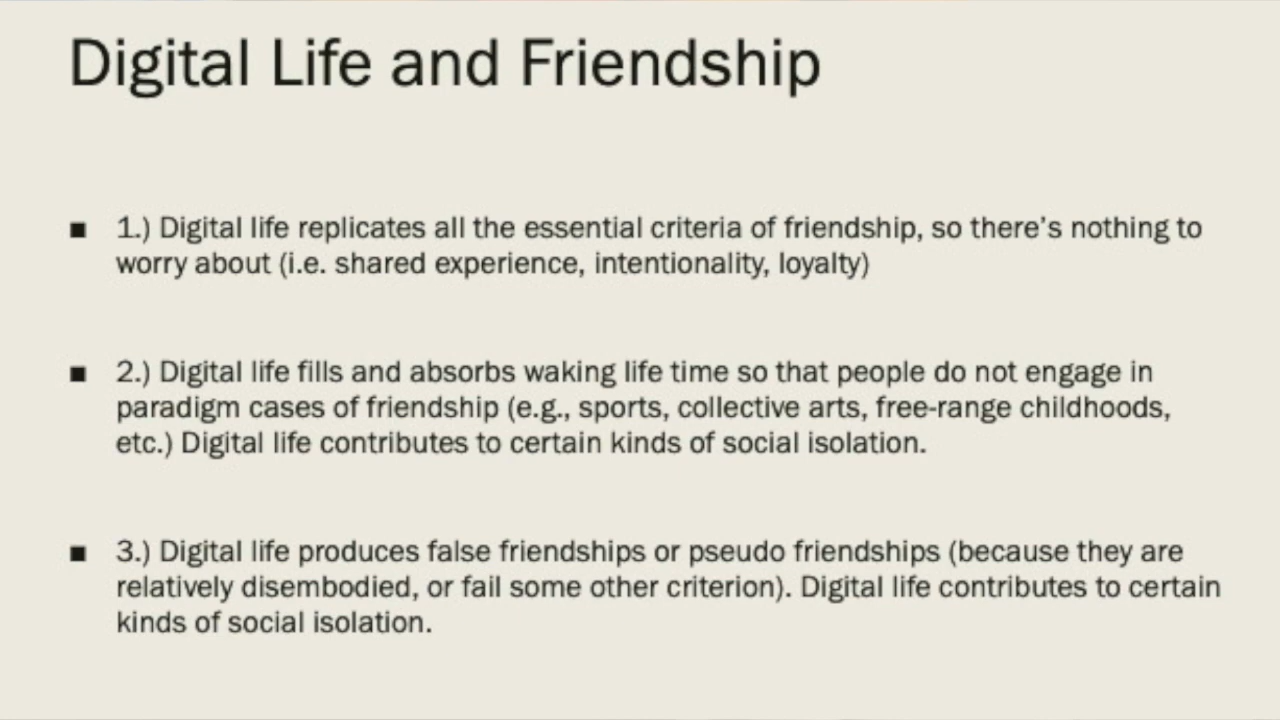 Digital Life and Friendship
■ 1.) Digital life replicates all the essential criteria of friendship, so there's nothing to
worry about (i.e. shared experience, intentionality, loyalty)
■ 2.) Digital life fills and absorbs waking life time so that people do not engage in
paradigm cases of friendship (e.g., sports, collective arts, free-range childhoods,
etc.) Digital life contributes to certain kinds of social isolation.
■ 3.) Digital life produces false friendships or pseudo friendships (because they are
relatively disembodied, or fail some other criterion). Digital life contributes to certain
kinds of social isolation.